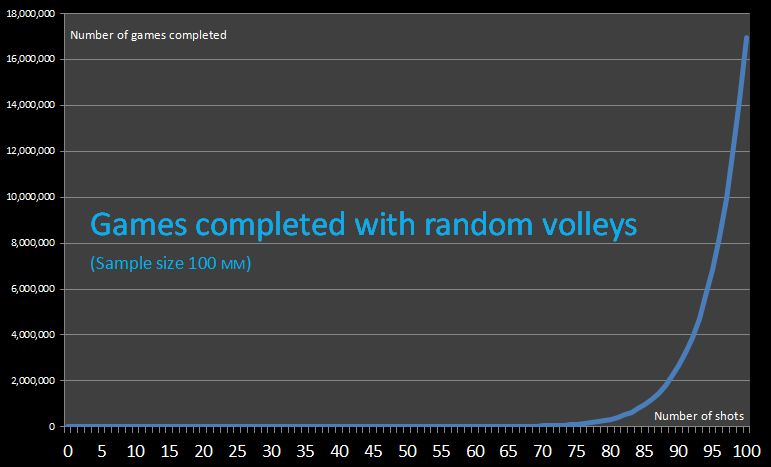 18,000,000
Number of games completed
16,000,000
14,000,000
12,000,000
10,000,000
Games completed with random volleys
8,000,000
(Sample size 100 MM)
6,000,000
4,000,000
2,000,000
Number of shots
0
0 5 10 15 20 25 30 35 40 45 50 55 60 65 70 75 80 85 90 95 100